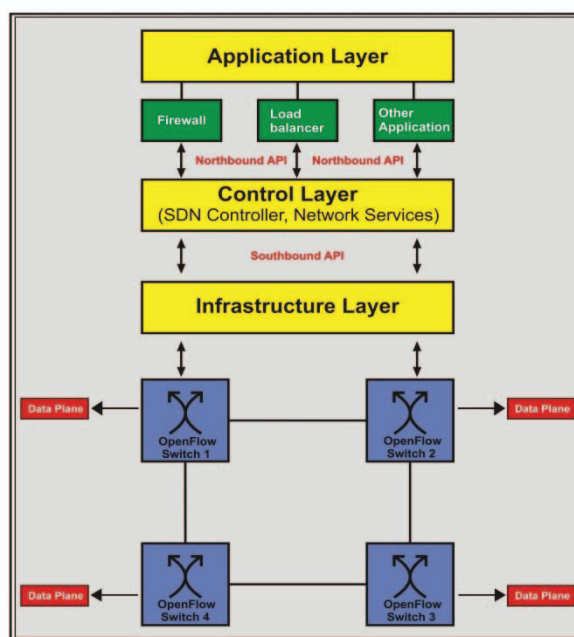 Application Layer
Firewall
Load
balancer
Other
Application
Northbound API
Northbound API
Control Layer
(SDN Controller, Network Services)
Southbound API
Infrastructure Layer
Data Plane
OpenFlow
Switch 1
OpenFlow
Switch 2
Data Plane
Data Plane
OpenFlow
Switch 4
OpenFlow
Switch 3
Data Plane